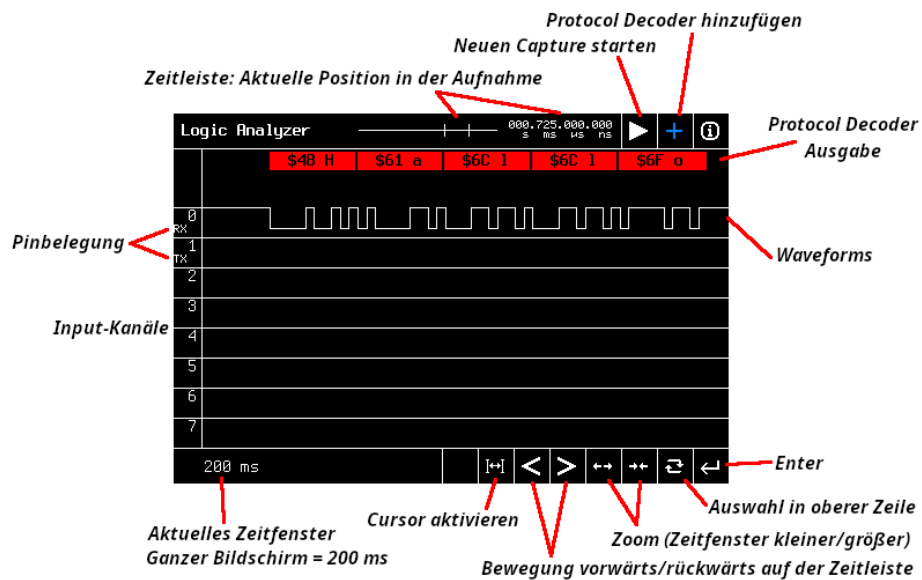 Protocol Decoder hinzufügen
Neuen Capture starten
Zeitleiste: Aktuelle Position in der Aufnahme
Logic Analyzer
000.725.000.000
s ms µs ns
Protocol Decoder
Ausgabe
$48 H $61 a $6C l $6C l $6F o
0
RX
Pinbelegung
1
TX
Waveforms
2
3
Input-Kanäle
4
5
6
7
200 ms
Enter
Cursor aktivieren
Auswahl in oberer Zeile
Aktuelles Zeitfenster
Ganzer Bildschirm = 200 ms
Zoom (Zeitfenster kleiner/größer)
Bewegung vorwärts/rückwärts auf der Zeitleiste